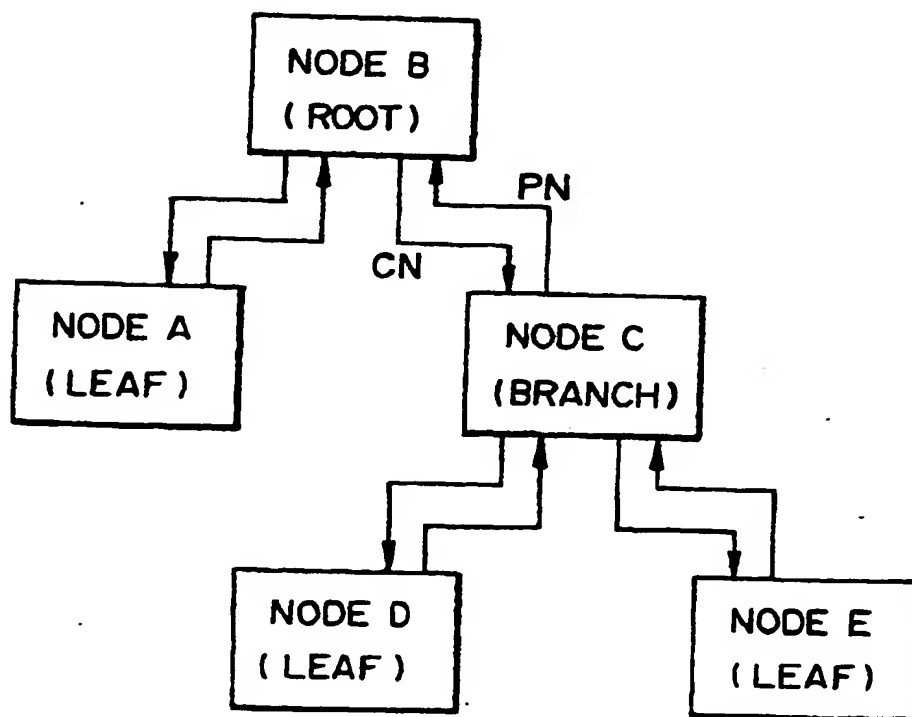 NODE B
(ROOT)
PN
CN
NODE A
(LEAF)
NODE C
(BRANCH)
NODE D
(LEAF)
NODE E
(LEAF)